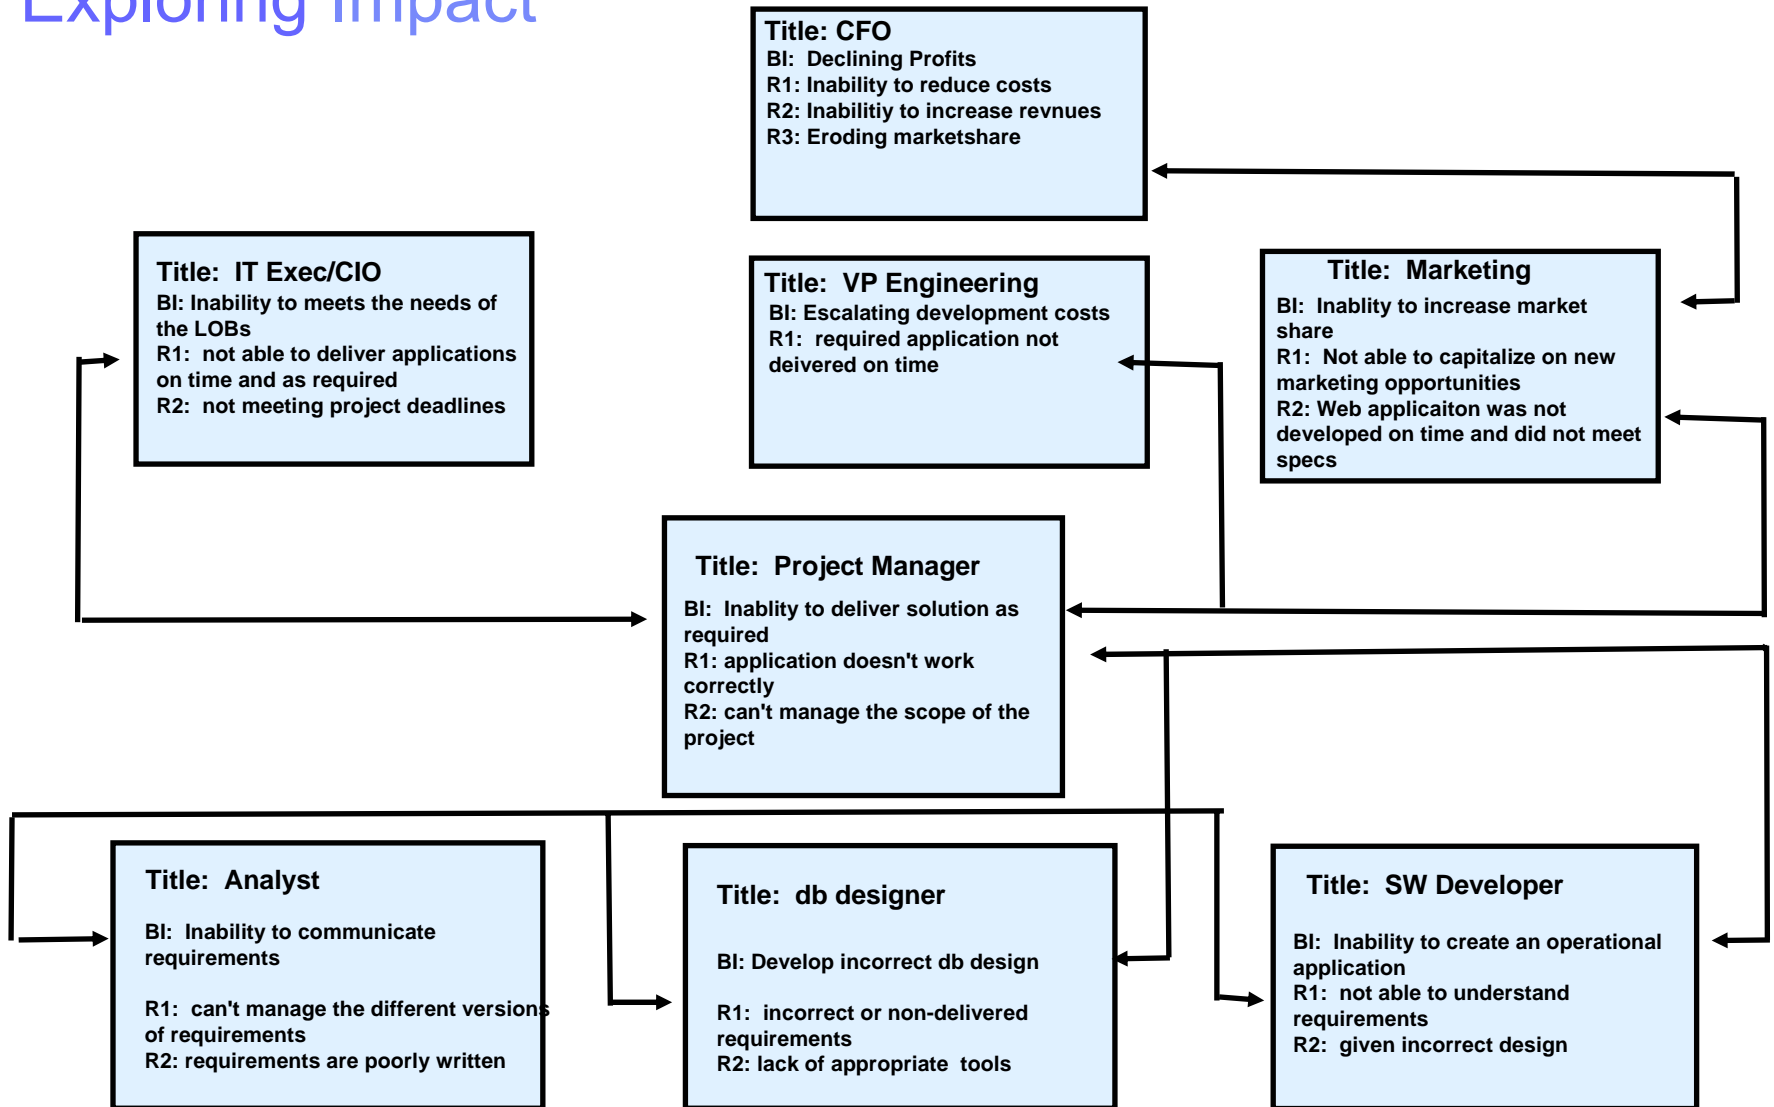 Exploring Impact
Title: CFO
BI:  Declining Profits
R1: Inability to reduce costs
R2: Inabilitiy to increase revnues
R3: Eroding marketshare
Title:  IT Exec/CIO
BI: Inability to meets the needs of
the LOBs
R1:  not able to deliver applications
on time and as required
R2:  not meeting project deadlines
Title:  VP Engineering
BI: Escalating development costs
R1:  required application not
deivered on time
Title:  Marketing
BI:  Inablity to increase market
share
R1:  Not able to capitalize on new
marketing opportunities
R2: Web applicaiton was not
developed on time and did not meet
specs
Title:  Project Manager
BI:  Inablity to deliver solution as
required
R1: application doesn't work
correctly
R2: can't manage the scope of the
project
Title:  Analyst
BI:  Inability to communicate
requirements
R1: can't manage the different versions
of requirements
R2: requirements are poorly written
Title:  db designer
BI: Develop incorrect db design
R1:  incorrect or non-delivered
requirements
R2: lack of appropriate  tools
Title:  SW Developer
BI:  Inability to create an operational
application
R1:  not able to understand
requirements
R2:  given incorrect design